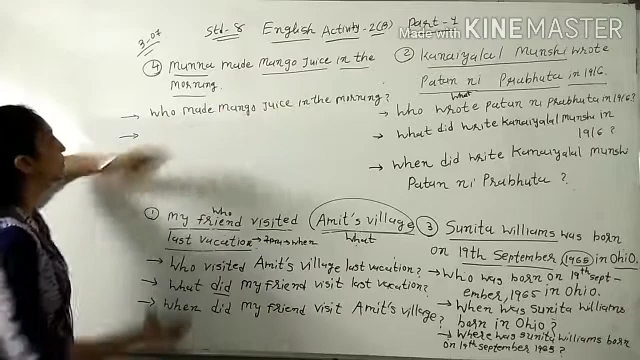 Made with KINEMASTER
3-07
Std-8 English Activity-2(B) Part-1
④ Munna made Mango Juice in the
morning.
→ Who made mango Juice in the morning?
→
② Kanaiyalal Munshi wrote
Patan ni Prabhuta in 1916.
What
→ Who wrote Patan ni Prabhuta in 1916?
→ What did write Kanaiyalal Munshi in
1916?
→ When did write Kanaiyalal Munshi
Patan ni Prabhuta?
① My friend visited Amit's village
who
last vacation → → when
What
→ Who visited Amit's village last vacation?
→ What did my friend visit last vacation?
→ When did my friend visit Amit's village?
③ Sunita Williams was born
on 19th September (1965) in Ohio.
→ Who was born on 19th Sept-
ember, 1965 in Ohio.
→ When was Sunita Williams
born in Ohio?
→ Where was Sunita Williams born
on 19th September 1965?